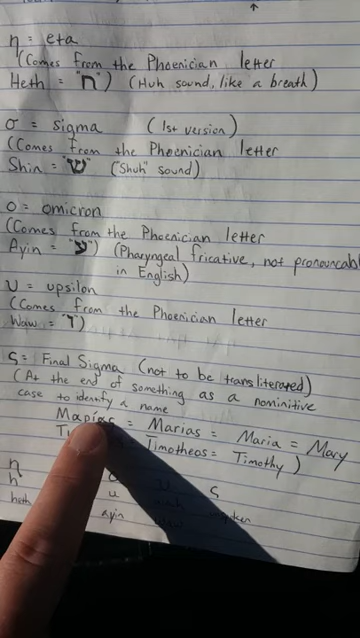 η = eta
(Comes from the Phoenician letter
Heth = "ח") (Huh sound, like a breath)
σ = sigma (1st version)
(Comes from the Phoenician letter
Shin = "ש" ("Shuh" sound)
o = omicron
(Comes from the Phoenician letter
Ayin = "ע") (Pharyngeal fricative, not pronouncab
in English)
υ = upsilon
(Comes from the Phoenician letter
Waw = "ו")
ς = Final Sigma (not to be transliterated)
(At the end of something as a nominitive
case to identify a name
Μαρίας = Marias = Maria = Mary
Timotheos = Timothy)
η ς
h u
heth ayin